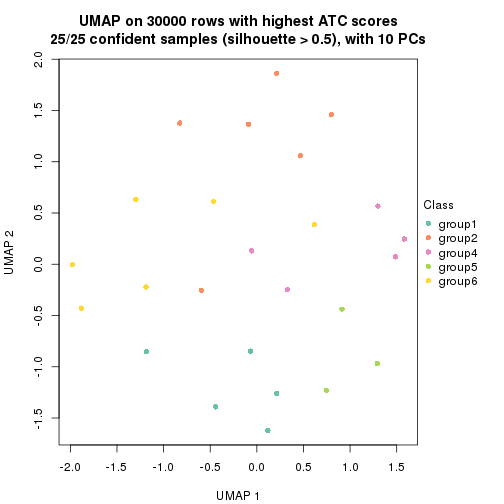 UMAP on 30000 rows with highest ATC scores
25/25 confident samples (silhouette > 0.5), with 10 PCs
2.0
1.5
1.0
0.5
0.0
-0.5
-1.0
-1.5
UMAP 2
-2.0 -1.5 -1.0 -0.5 0.0 0.5 1.0 1.5
UMAP 1
Class
group1
group2
group4
group5
group6